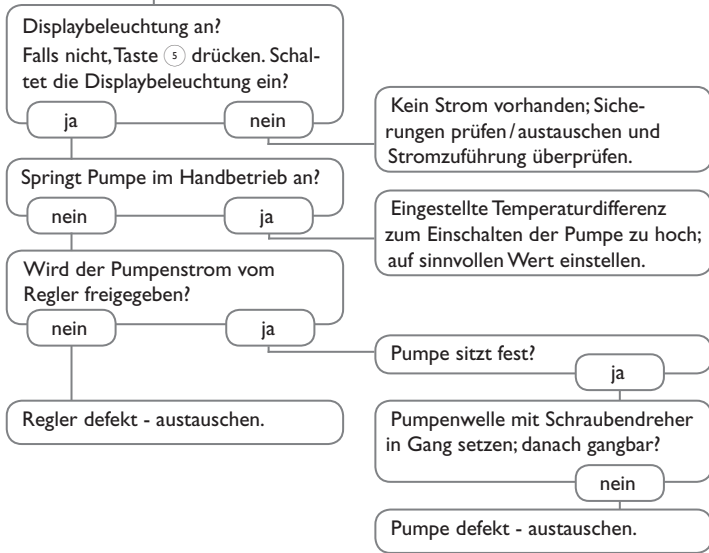 Displaybeleuchtung an?
Falls nicht, Taste 5 drücken. Schal-
tet die Displaybeleuchtung ein?
ja
nein
Kein Strom vorhanden; Siche-
rungen prüfen/austauschen und
Stromzuführung überprüfen.
Springt Pumpe im Handbetrieb an?
nein
ja
Eingestellte Temperaturdifferenz
zum Einschalten der Pumpe zu hoch;
auf sinnvollen Wert einstellen.
Wird der Pumpenstrom vom
Regler freigegeben?
nein
ja
Pumpe sitzt fest?
ja
Regler defekt - austauschen.
Pumpenwelle mit Schraubendreher
in Gang setzen; danach gangbar?
nein
Pumpe defekt - austauschen.